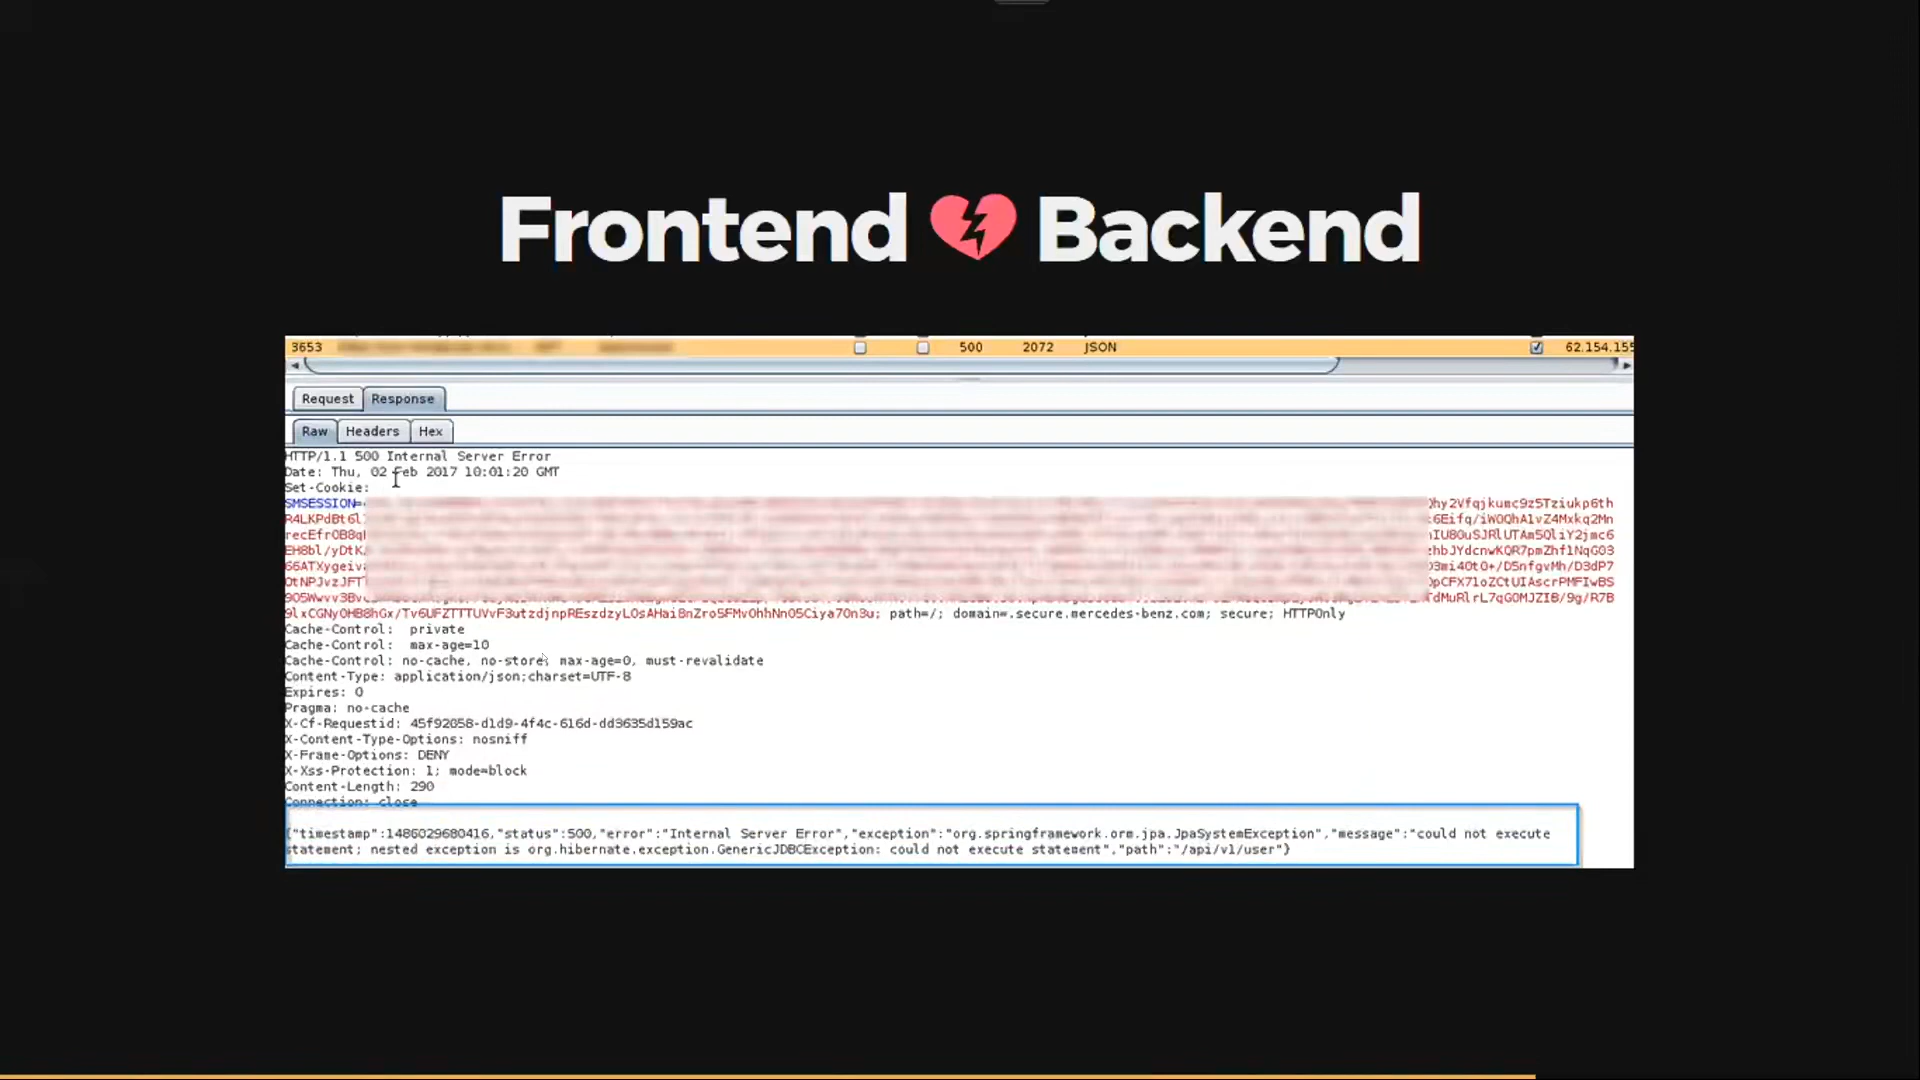 Frontend 💔 Backend
3653 500 2072 JSON 62.154.155
Request Response
Raw Headers Hex
HTTP/1.1 500 Internal Server Error
Date: Thu, 02 Feb 2017 10:01:20 GMT
Set-Cookie:
SMSESSION= hy2Vfqjkumc9z5Tziukp6th
R4LKPdBt6l 6Eifq/iW0QhA1vZ4Mxkq2Mn
recEfrOB8q IU80uSJRlUTAm5QliY2jmc6
EH8bl/yDtK hbJYdcnwKQR7pmZhf1NqG03
66ATXygeiv 3mi40tG+/D5nfgvMh/D3dP7
OtNPJvzJFT pCFX71oZCtUIAscrPMFIwBS
905Wwvv3Bv dMuRlrL7qGOMJZIB/9g/R7B
9lxCGNyOHB8hGx/Tv6UFZTTTUVvF3utzdjnpREszdzyLOsAHai8nZro5FMvOhhNn05Ciya70n3u; path=/; domain=.secure.mercedes-benz.com; secure; HTTPOnly
Cache-Control: private
Cache-Control: max-age=10
Cache-Control: no-cache, no-store, max-age=0, must-revalidate
Content-Type: application/json;charset=UTF-8
Expires: 0
Pragma: no-cache
X-Cf-Requestid: 45f92058-d1d9-4f4c-616d-dd3635d159ac
X-Content-Type-Options: nosniff
X-Frame-Options: DENY
X-Xss-Protection: 1; mode=block
Content-Length: 290
Connection: close
{"timestamp":1486029680416,"status":500,"error":"Internal Server Error","exception":"org.springframework.orm.jpa.JpaSystemException","message":"could not execute
statement; nested exception is org.hibernate.exception.GenericJDBCException: could not execute statement","path":"/api/v1/user"}